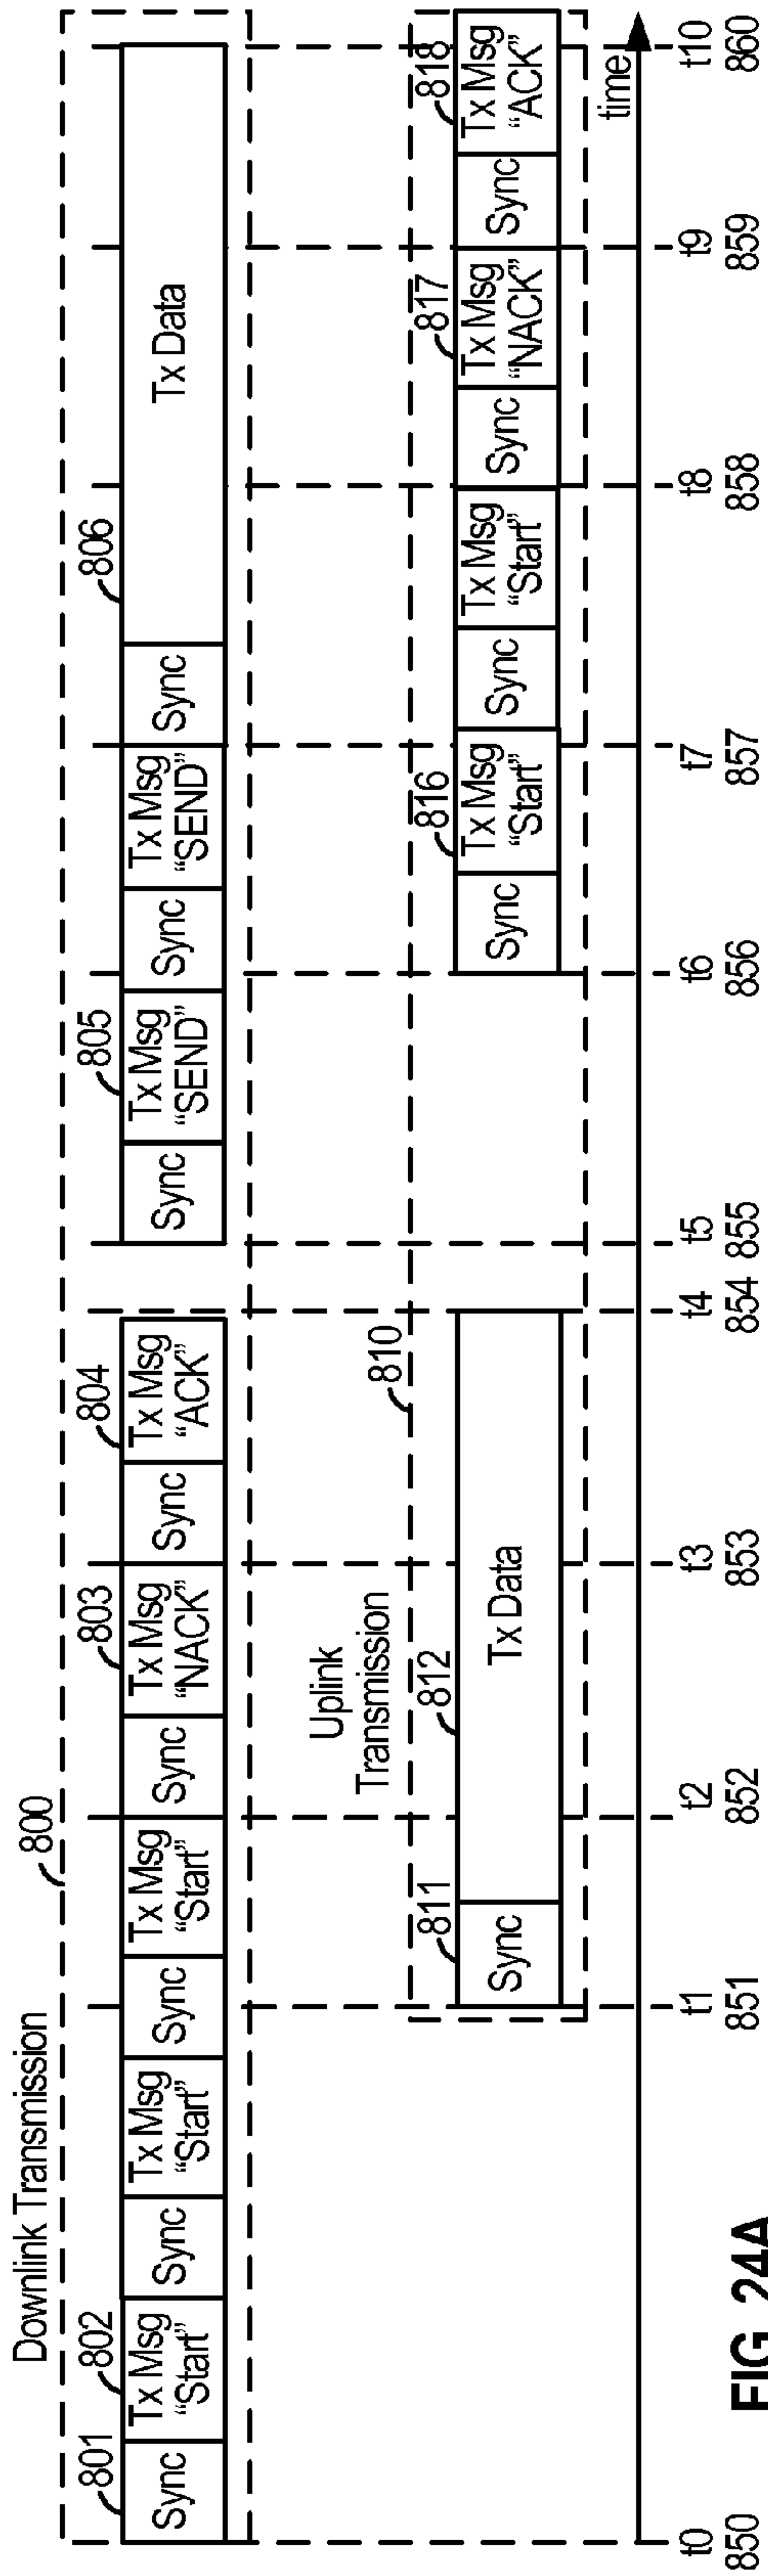 Downlink Transmission
800
801
802
803
804
805
806
Sync
Tx Msg
“Start”
Sync
Tx Msg
“Start”
Sync
Tx Msg
“Start”
Sync
Tx Msg
“NACK”
Sync
Tx Msg
“ACK”
Sync
Tx Msg
“SEND”
Sync
Tx Msg
“SEND”
Sync
Tx Data
Uplink
Transmission
810
811
812
816
817
818
Sync
Tx Data
Sync
Tx Msg
“Start”
Sync
Tx Msg
“Start”
Sync
Tx Msg
“NACK”
Sync
Tx Msg
“ACK”
time
t0 t1 t2 t3 t4 t5 t6 t7 t8 t9 t10
850 851 852 853 854 855 856 857 858 859 860
FIG. 24A